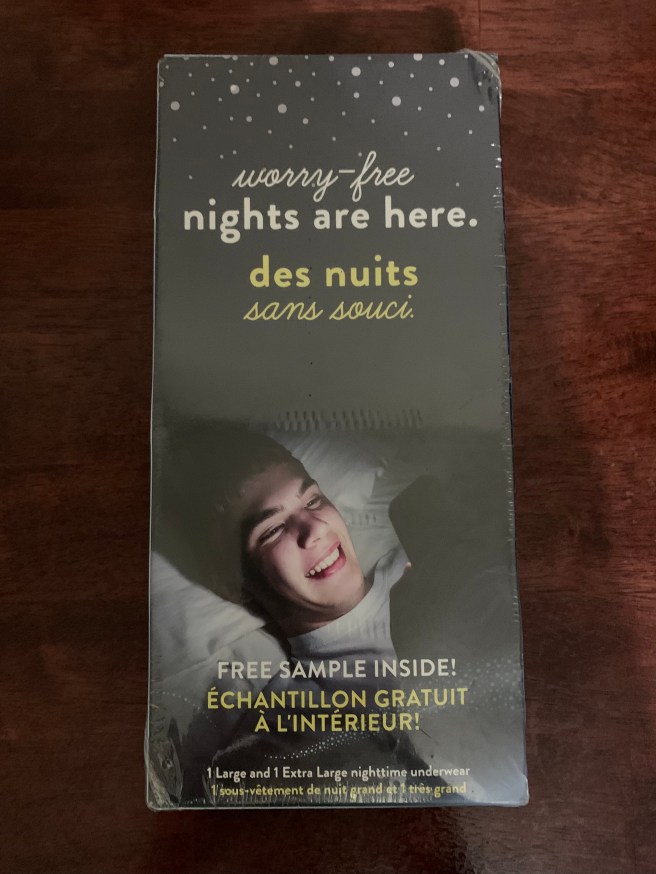 worry-free
nights are here.
des nuits
sans souci.
FREE SAMPLE INSIDE!
ÉCHANTILLON GRATUIT
À L'INTÉRIEUR!
1 Large and 1 Extra Large nighttime underwear
1 sous-vêtement de nuit grand et 1 très grand